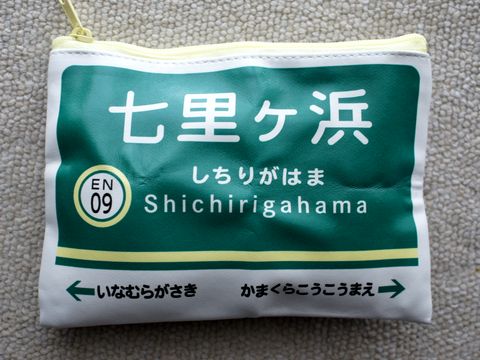 七里ヶ浜
しちりがはま
EN
09
Shichirigahama
←いなむらがさき かまくらこうこうまえ→